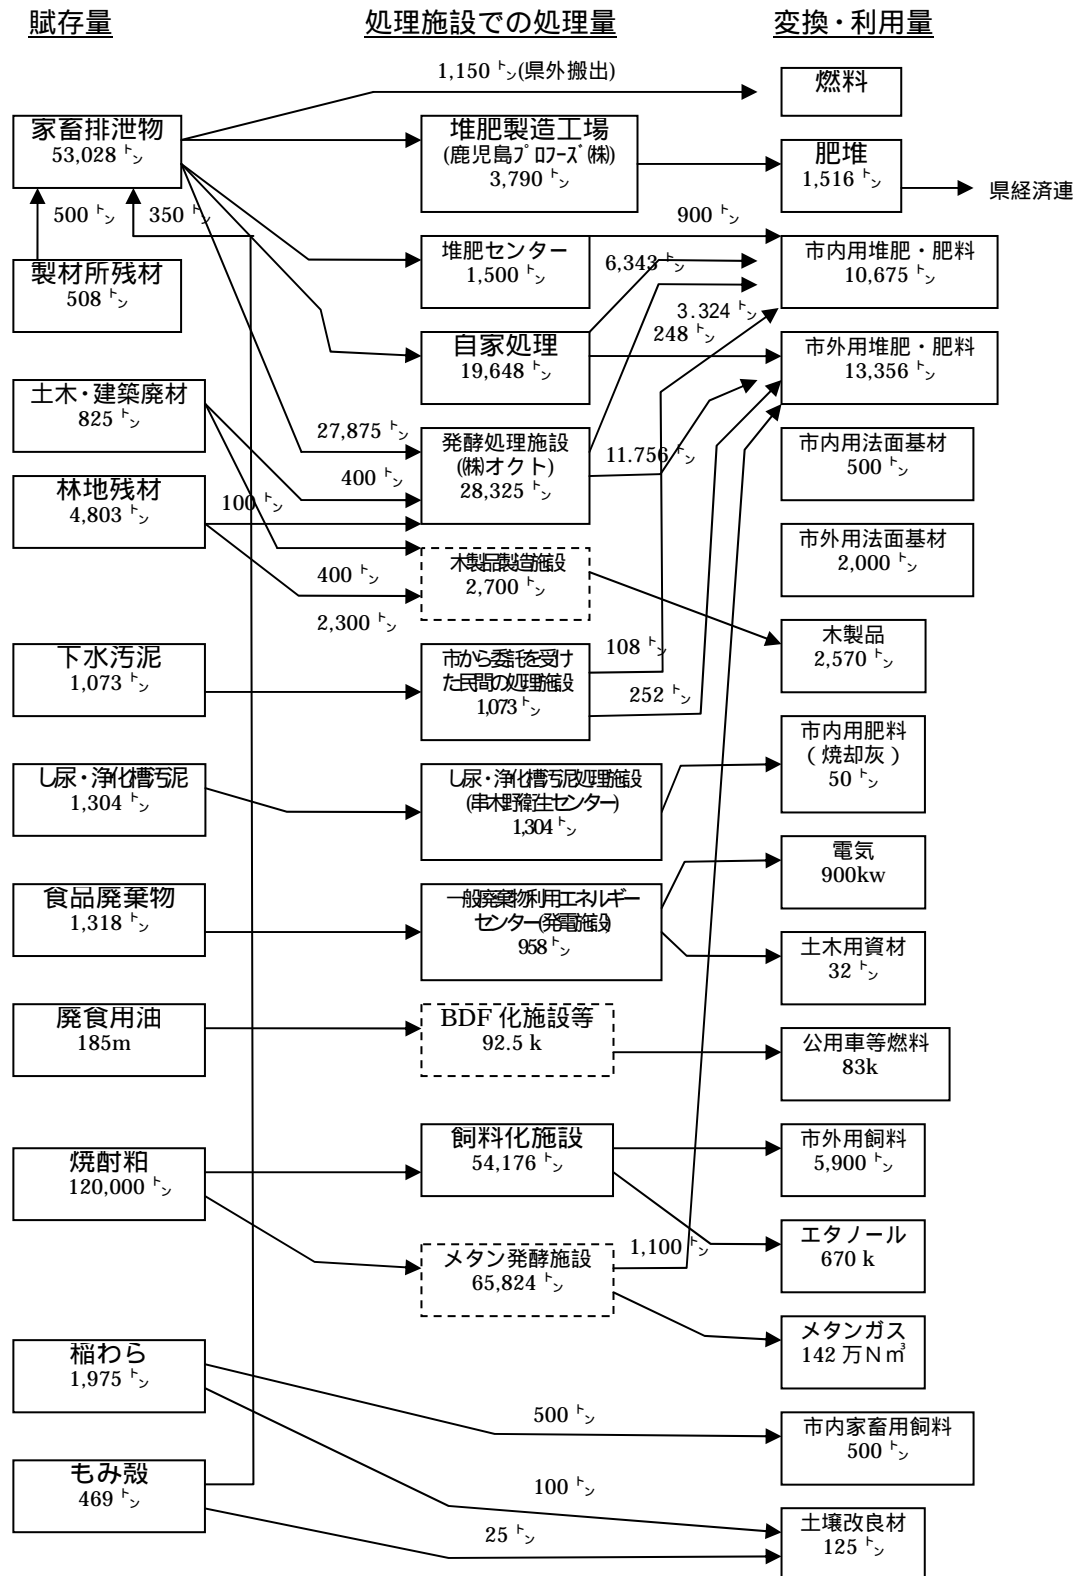 賦存量
処理施設での処理量
変換・利用量
1,150 トン(県外搬出)
燃料
家畜排泄物
53,028 トン
堆肥製造工場
(鹿児島プロフーズ(株))
3,790 トン
肥堆
1,516 トン
県経済連
500 トン
350 トン
900 トン
製材所残材
508 トン
堆肥センター
1,500 トン
6,343 トン
市内用堆肥・肥料
10,675 トン
3.324 トン
248 トン
自家処理
19,648 トン
市外用堆肥・肥料
13,356 トン
土木・建築廃材
825 トン
27,875 トン
400 トン
発酵処理施設
(㈱オクト)
28,325 トン
11.756 トン
市内用法面基材
500 トン
林地残材
4,803 トン
100 トン
400 トン
2,300 トン
木製品製造施設
2,700 トン
市外用法面基材
2,000 トン
木製品
2,570 トン
下水汚泥
1,073 トン
市から委託を受け
た民間の処理施設
1,073 トン
108 トン
252 トン
市内用肥料
(焼却灰)
50 トン
し尿・浄化槽汚泥
1,304 トン
し尿・浄化槽汚泥処理施設
(串木野衛生センター)
1,304 トン
電気
900kw
食品廃棄物
1,318 トン
一般廃棄物利用エネルギー
センター(発電施設)
958 トン
土木用資材
32 トン
廃食用油
185m
BDF 化施設等
92.5 k
公用車等燃料
83k
焼酎粕
120,000 トン
飼料化施設
54,176 トン
市外用飼料
5,900 トン
メタン発酵施設
65,824 トン
1,100 トン
エタノール
670 k
メタンガス
142 万Ｎ㎥
稲わら
1,975 トン
500 トン
市内家畜用飼料
500 トン
もみ殻
469 トン
100 トン
25 トン
土壌改良材
125 トン